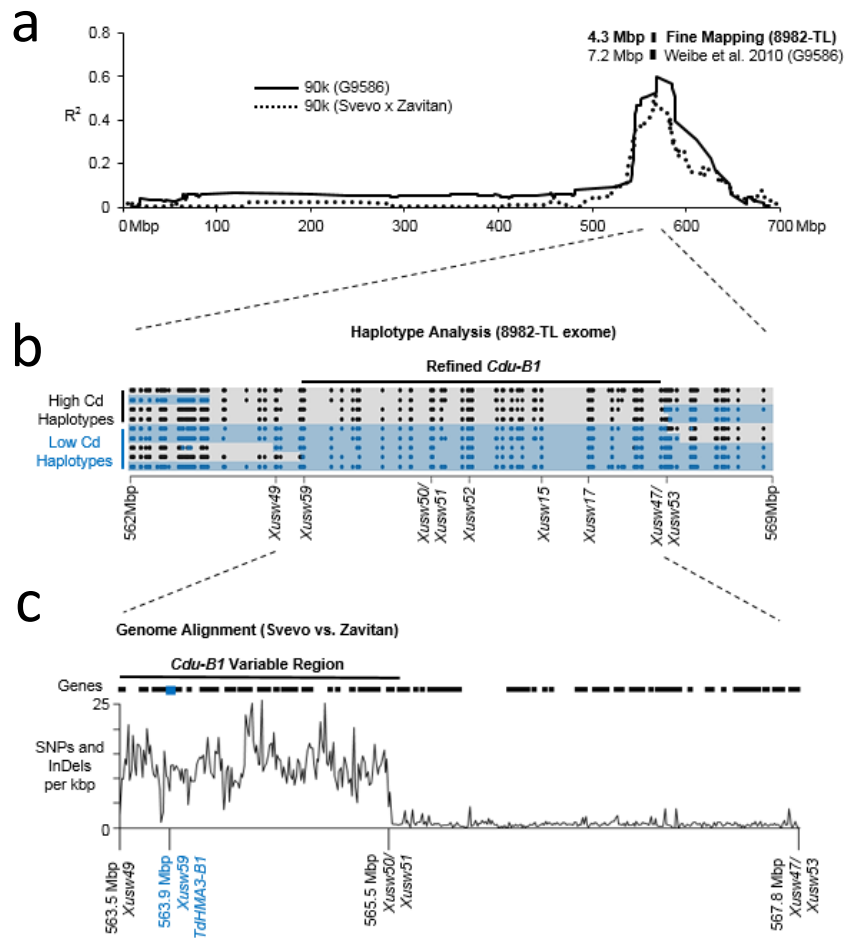 a
4.3 Mbp Fine Mapping (8982-TL)
7.2 Mbp Weibe et al. 2010 (G9586)
0.8
0.6
0.4
0.2
0
R²
90k (G9586)
90k (Svevo x Zavitan)
0Mbp 100 200 300 400 500 600 700 Mbp
b
Haplotype Analysis (8982-TL exome)
Refined Cdu-B1
High Cd
Haplotypes
Low Cd
Haplotypes
562Mbp
Xusw49
Xusw59
Xusw50/
Xusw51
Xusw52
Xusw15
Xusw17
Xusw47/
Xusw53
569Mbp
c
Genome Alignment (Svevo vs. Zavitan)
Cdu-B1 Variable Region
Genes
25
SNPs and
InDels
per kbp
0
563.5 Mbp
Xusw49
563.9 Mbp
Xusw59
TdHMA3-B1
565.5 Mbp
Xusw50/
Xusw51
567.8 Mbp
Xusw47/
Xusw53